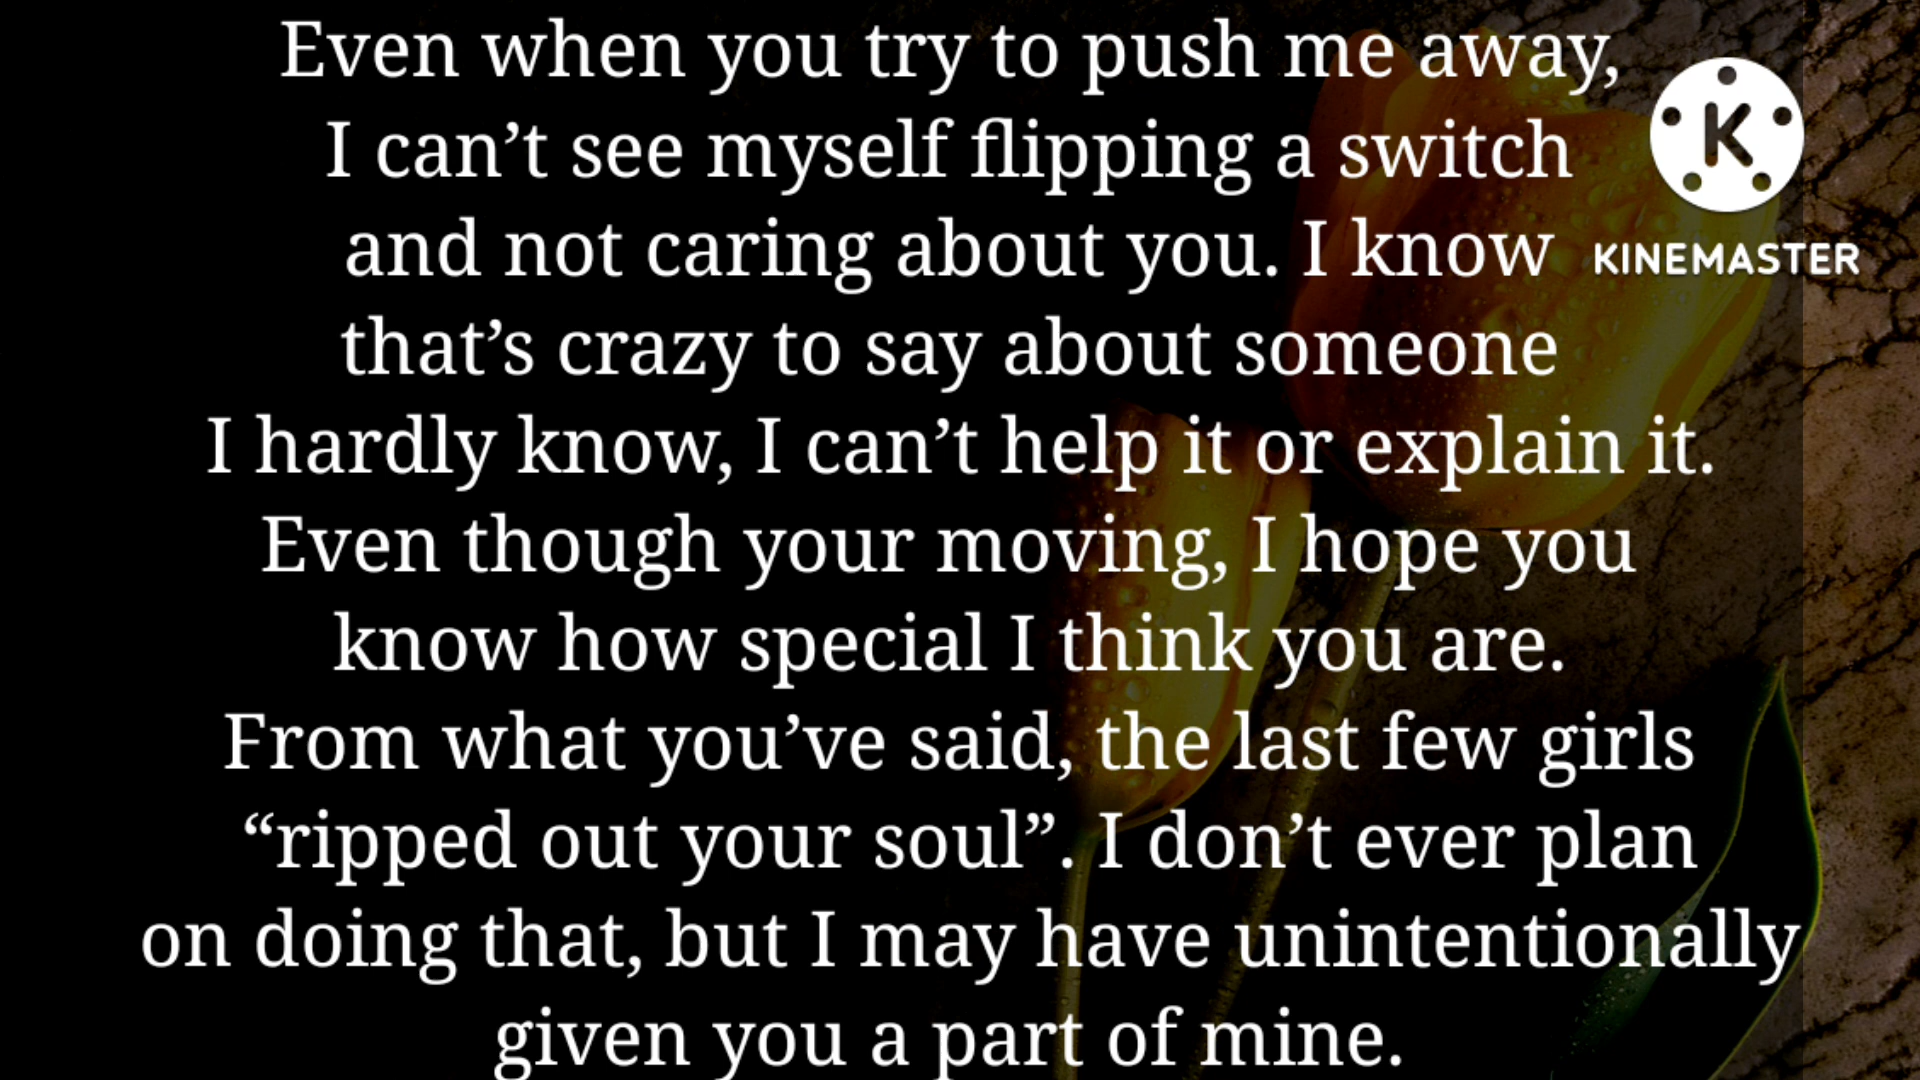 Even when you try to push me away,
I can’t see myself flipping a switch
and not caring about you. I know
that’s crazy to say about someone
I hardly know, I can’t help it or explain it.
Even though your moving, I hope you
know how special I think you are.
From what you’ve said, the last few girls
“ripped out your soul”. I don’t ever plan
on doing that, but I may have unintentionally
given you a part of mine.
K
KINEMASTER